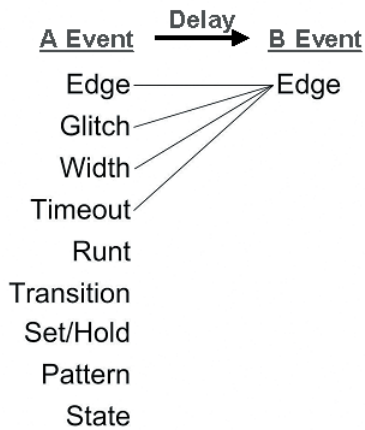 Delay
A Event B Event
Edge Edge
Glitch
Width
Timeout
Runt
Transition
Set/Hold
Pattern
State